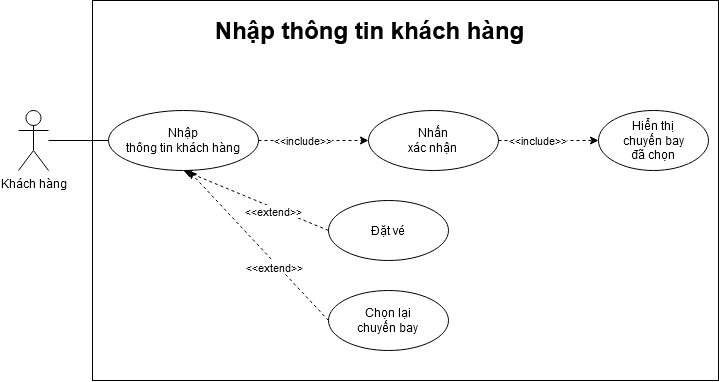 Nhập thông tin khách hàng
Khách hàng
Nhập
thông tin khách hàng
<<include>>
Nhấn
xác nhận
<<include>>
Hiển thị
chuyến bay
đã chọn
<<extend>>
Đặt vé
<<extend>>
Chọn lại
chuyến bay